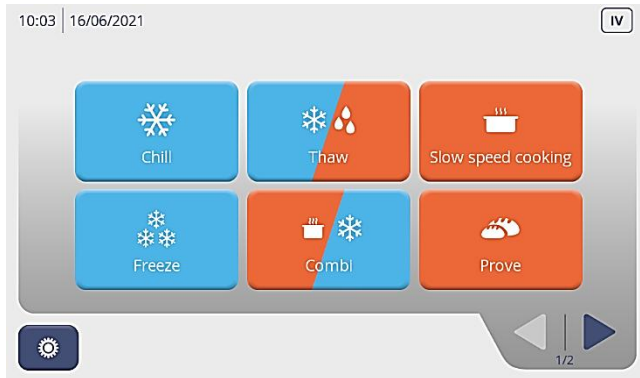 10:03 16/06/2021
IV
Chill
Thaw
Slow speed cooking
Freeze
Combi
Prove
1/2